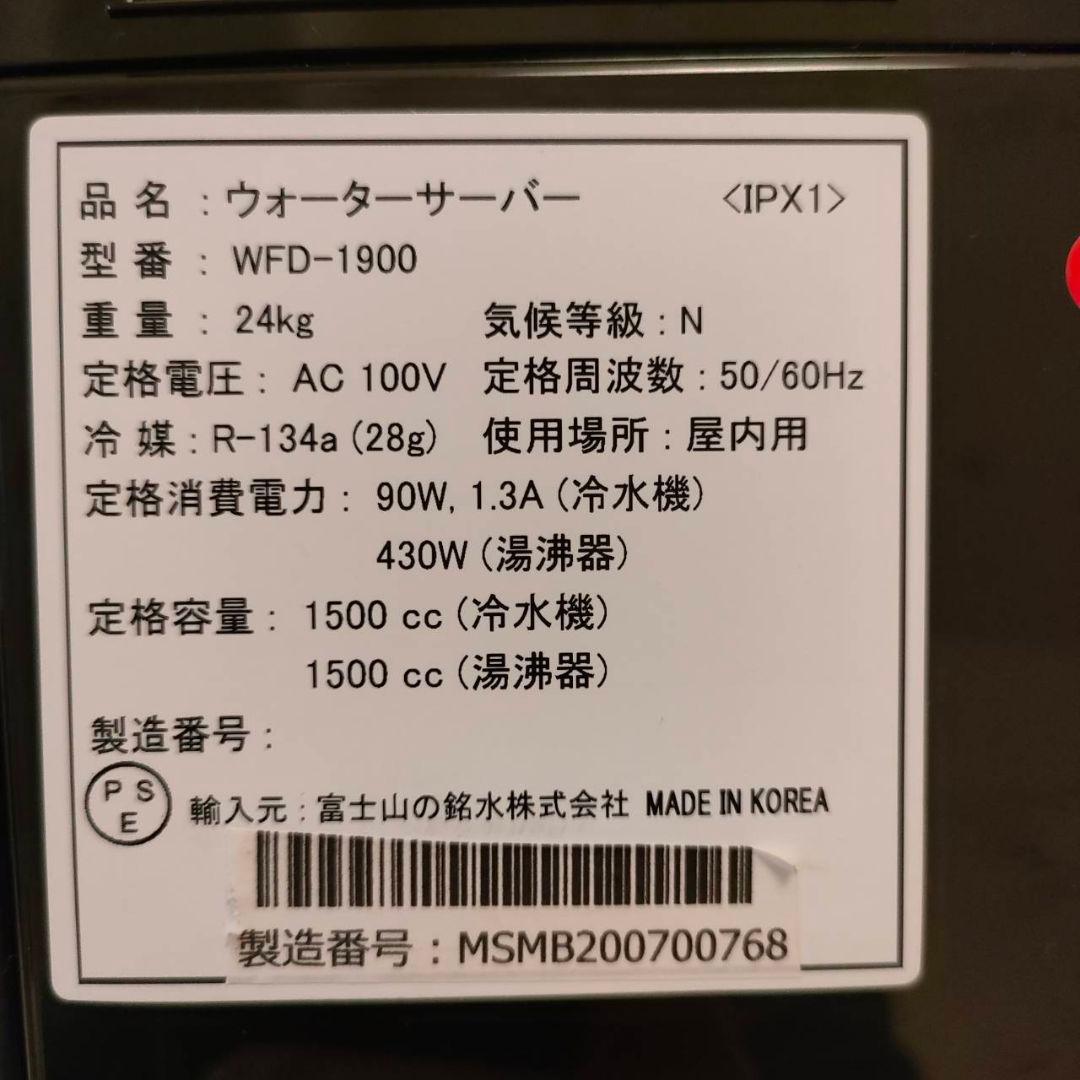 品名：ウォーターサーバー <IPX1>
型番： WFD-1900
重量： 24kg 気候等級：N
定格電圧： AC 100V 定格周波数：50/60Hz
冷媒：R-134a (28g) 使用場所：屋内用
定格消費電力： 90W, 1.3A (冷水機)
430W (湯沸器)
定格容量： 1500 cc (冷水機)
1500 cc (湯沸器)
製造番号：
PSE 輸入元：富士山の銘水株式会社 MADE IN KOREA
製造番号：MSMB200700768